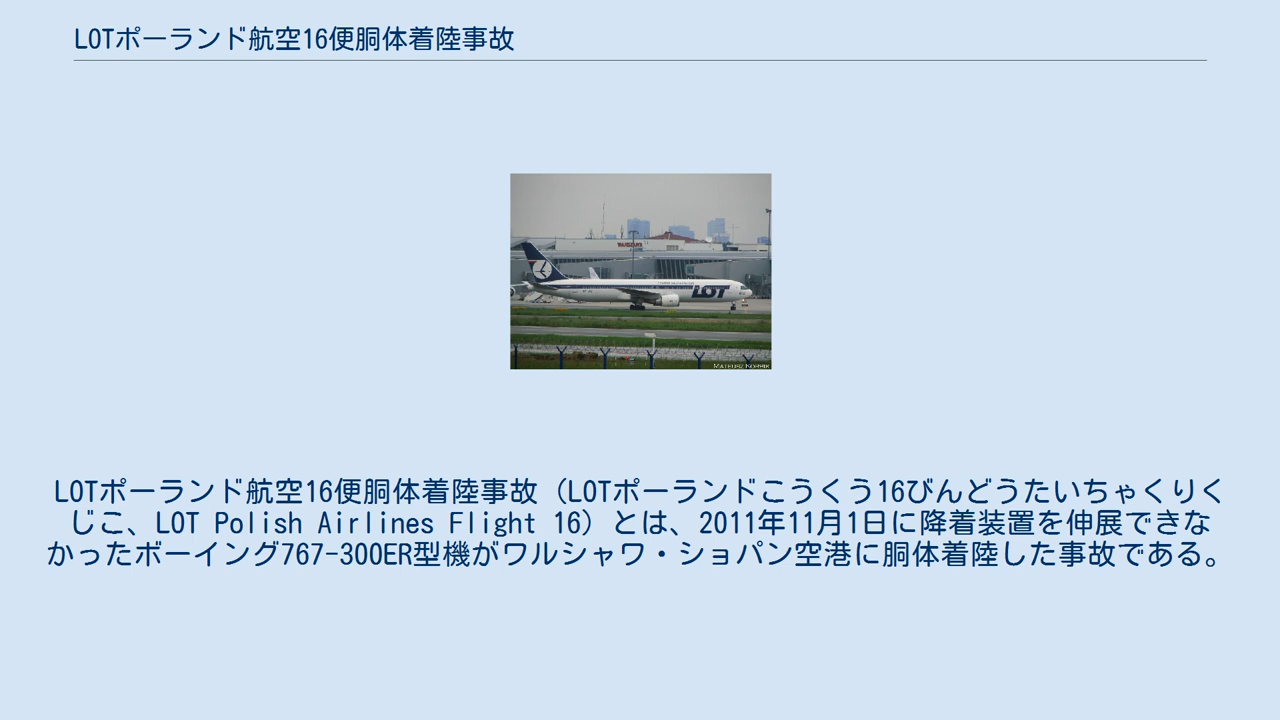 LOTポーランド航空16便胴体着陸事故
LOT
LOTポーランド航空16便胴体着陸事故（LOTポーランドこうくう16びんどうたいちゃくりく
じこ、LOT Polish Airlines Flight 16）とは、2011年11月1日に降着装置を伸展できな
かったボーイング767-300ER型機がワルシャワ・ショパン空港に胴体着陸した事故である。